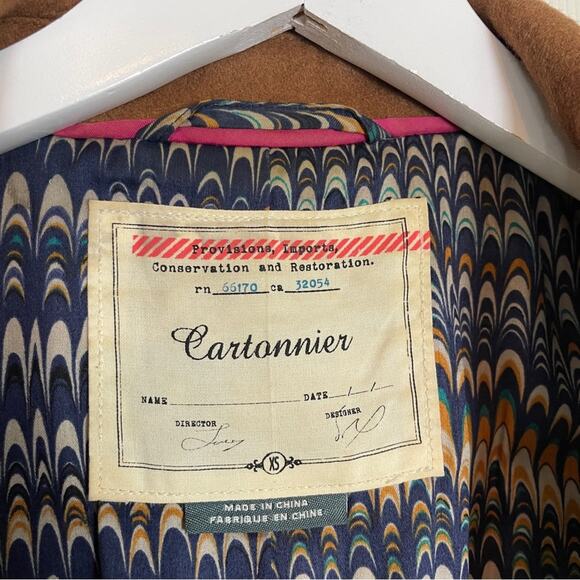 Provisions, Imports,
Conservation and Restoration.
rn 66170 ca 32054
Cartonnier
NAME DATE / /
DIRECTOR DESIGNER
XS
MADE IN CHINA
FABRIQUE EN CHINE